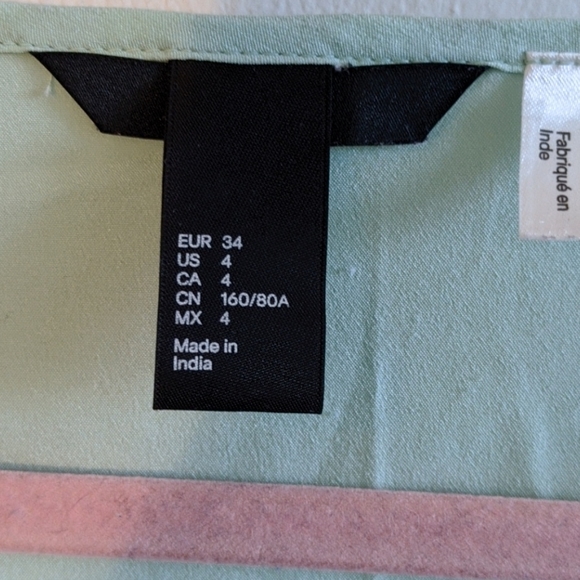 EUR 34
US 4
CA 4
CN 160/80A
MX 4
Made in
India
Fabriqué en
Inde